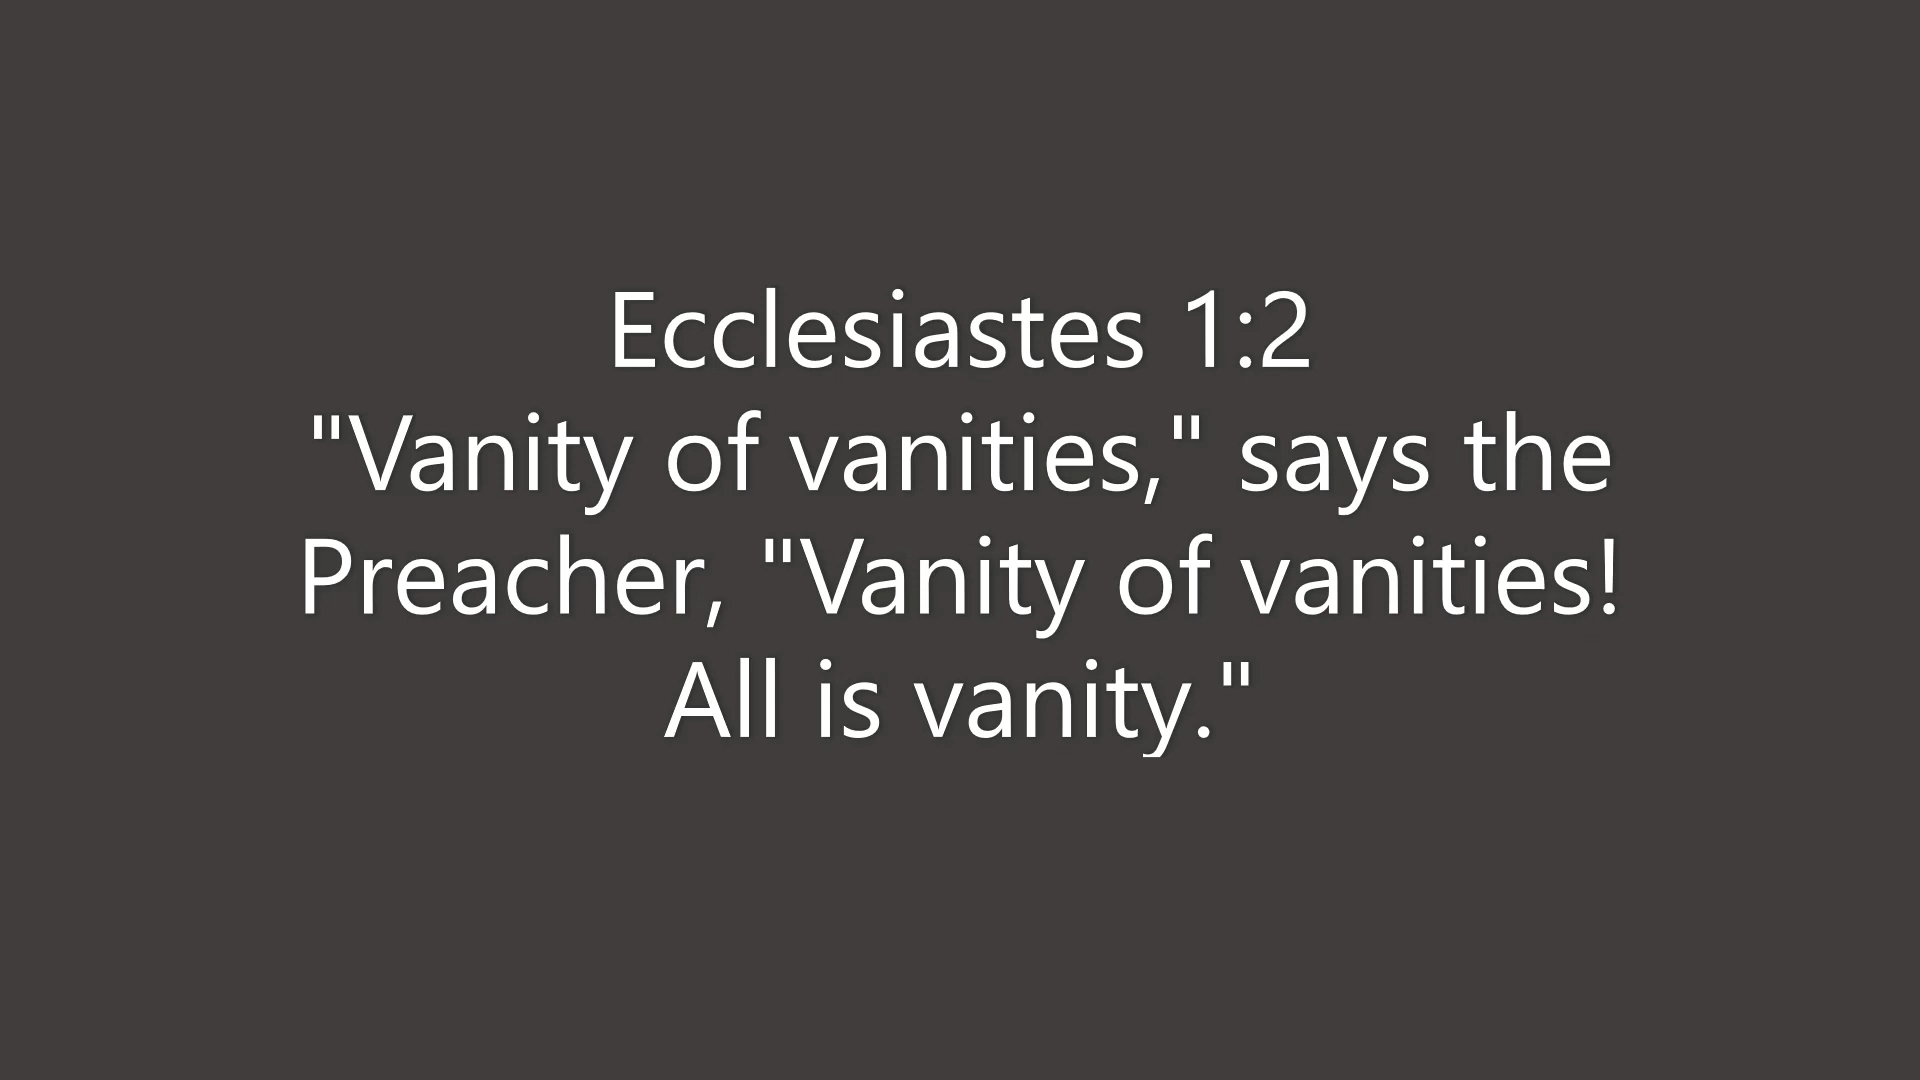 Ecclesiastes 1:2
"Vanity of vanities," says the
Preacher, "Vanity of vanities!
All is vanity."